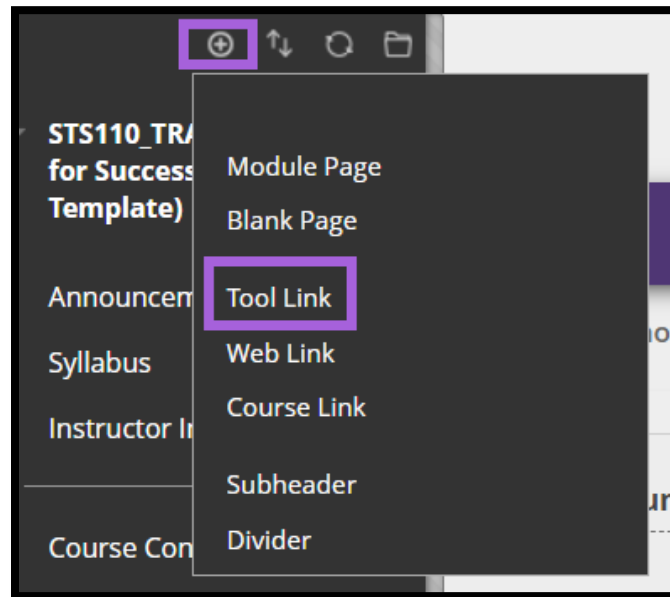 STS110_TRA
for Success
Template)
Module Page
Blank Page
Announcem
Tool Link
Syllabus
Web Link
Course Link
Instructor I
Subheader
Course Con
Divider